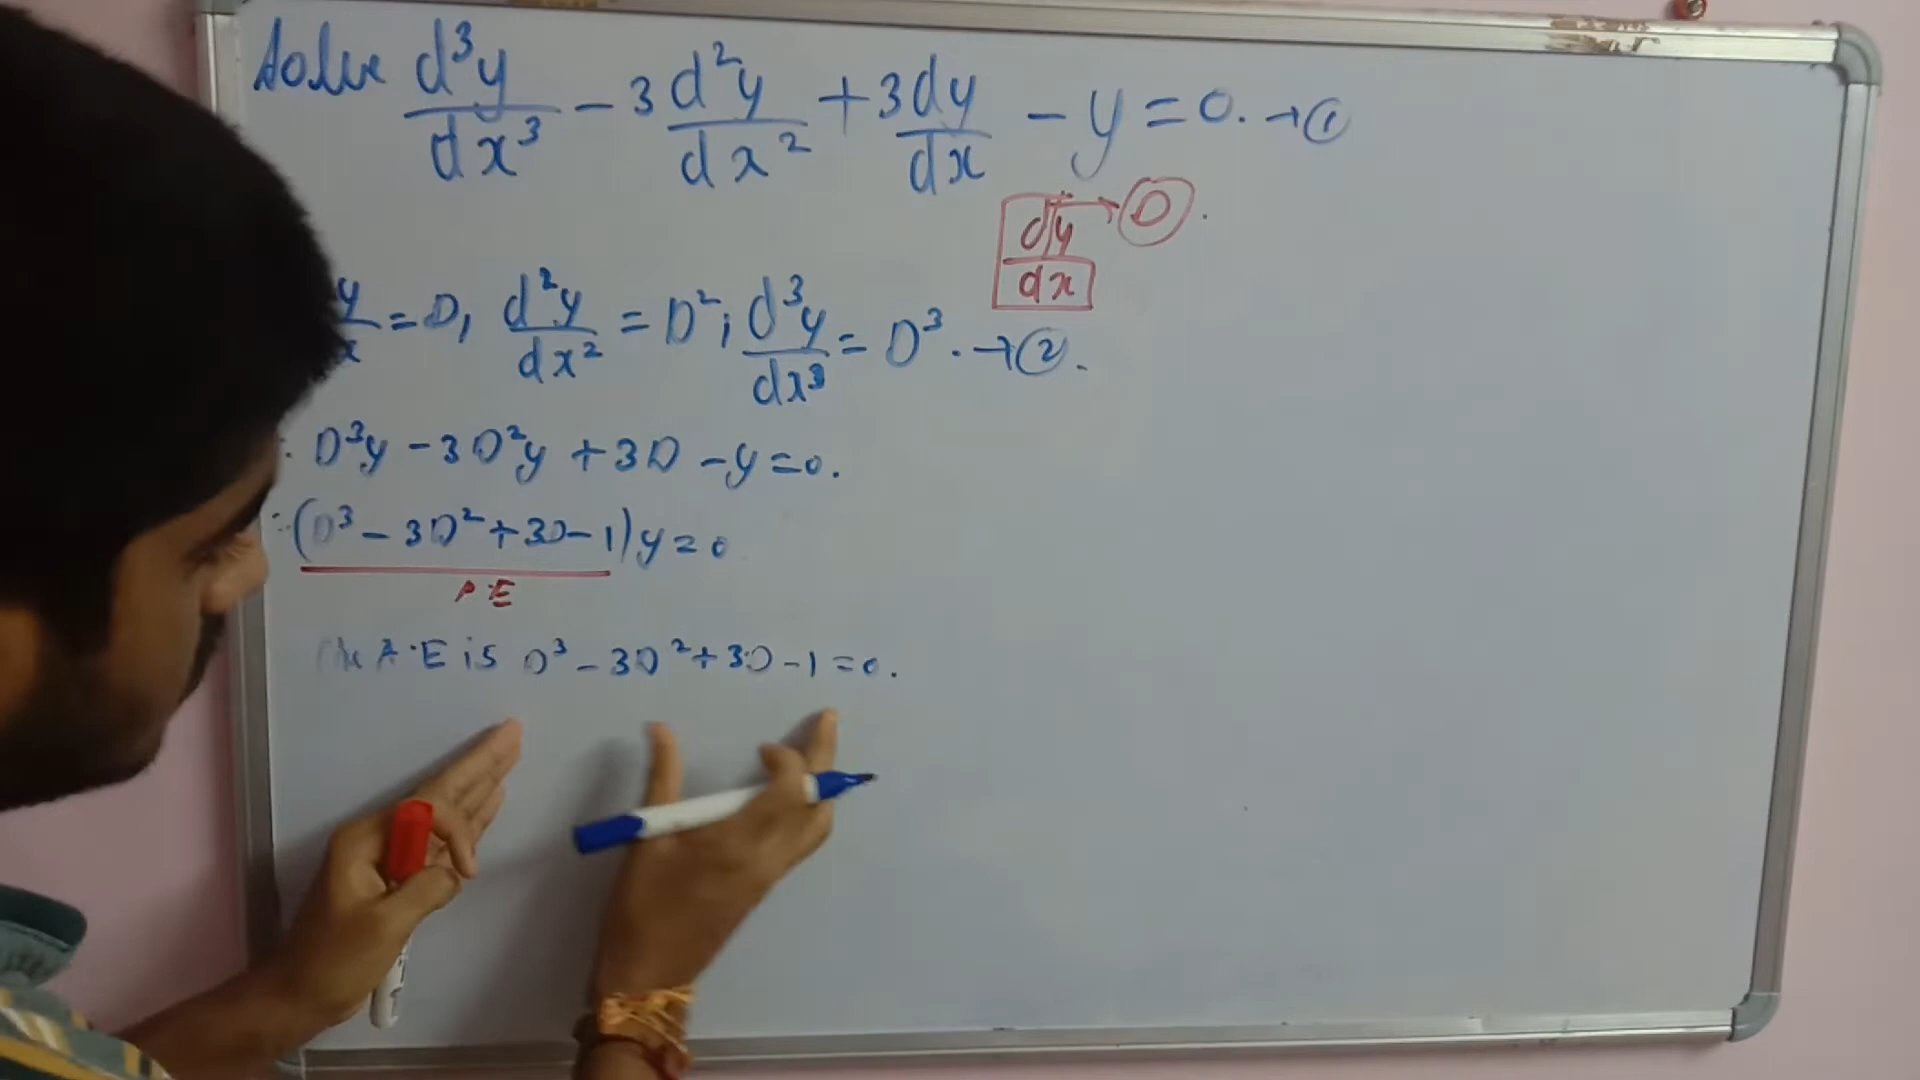 Solve d³y/dx³ - 3 d²y/dx² + 3 dy/dx - y = 0. → ①
dy/dx → D.
y/x = D, d²y/dx² = D² ; d³y/dx³ = D³. → ②.
D³y - 3D²y + 3D - y = 0.
(D³ - 3D² + 3D - 1) y = 0
A.E
The A.E is D³ - 3D² + 3D - 1 = 0.